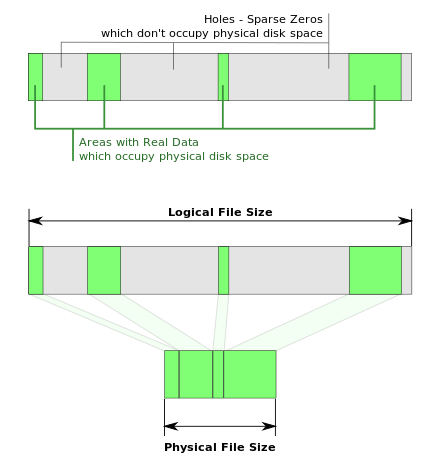 Holes - Sparse Zeros
which don't occupy physical disk space
Areas with Real Data
which occupy physical disk space
Logical File Size
Physical File Size